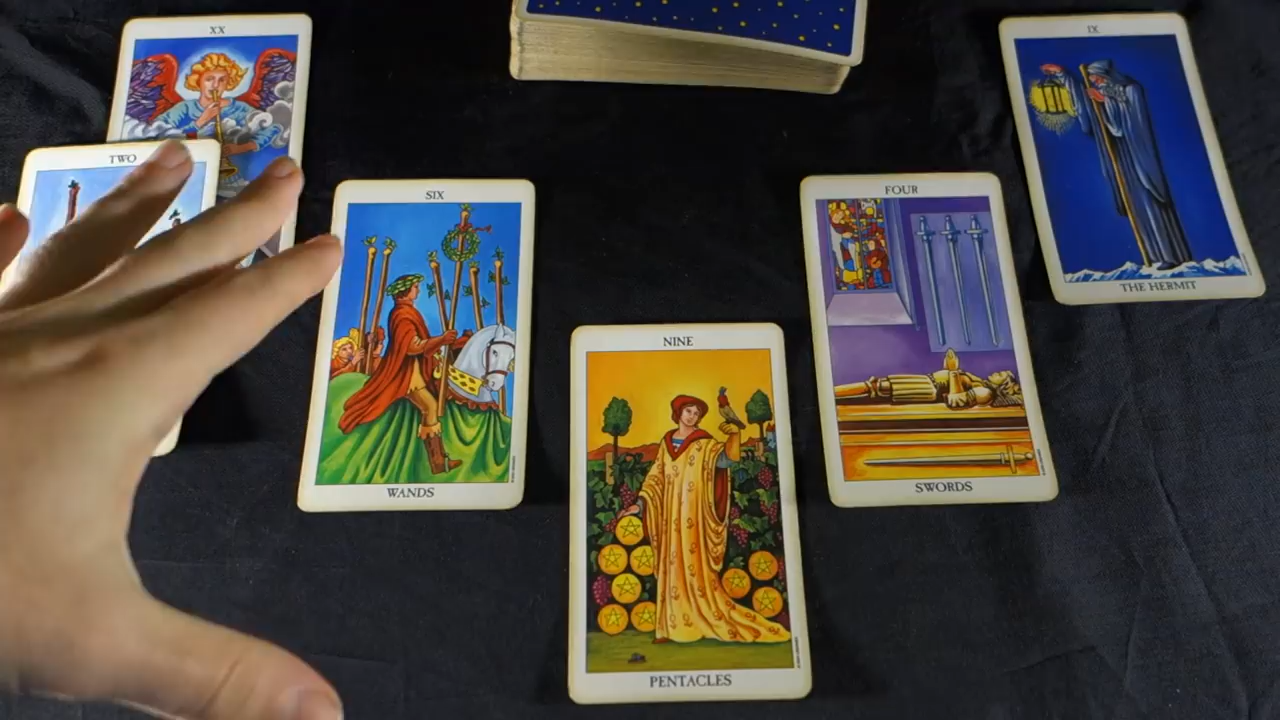 XX
TWO
SIX
WANDS
NINE
PENTACLES
FOUR
SWORDS
IX
THE HERMIT